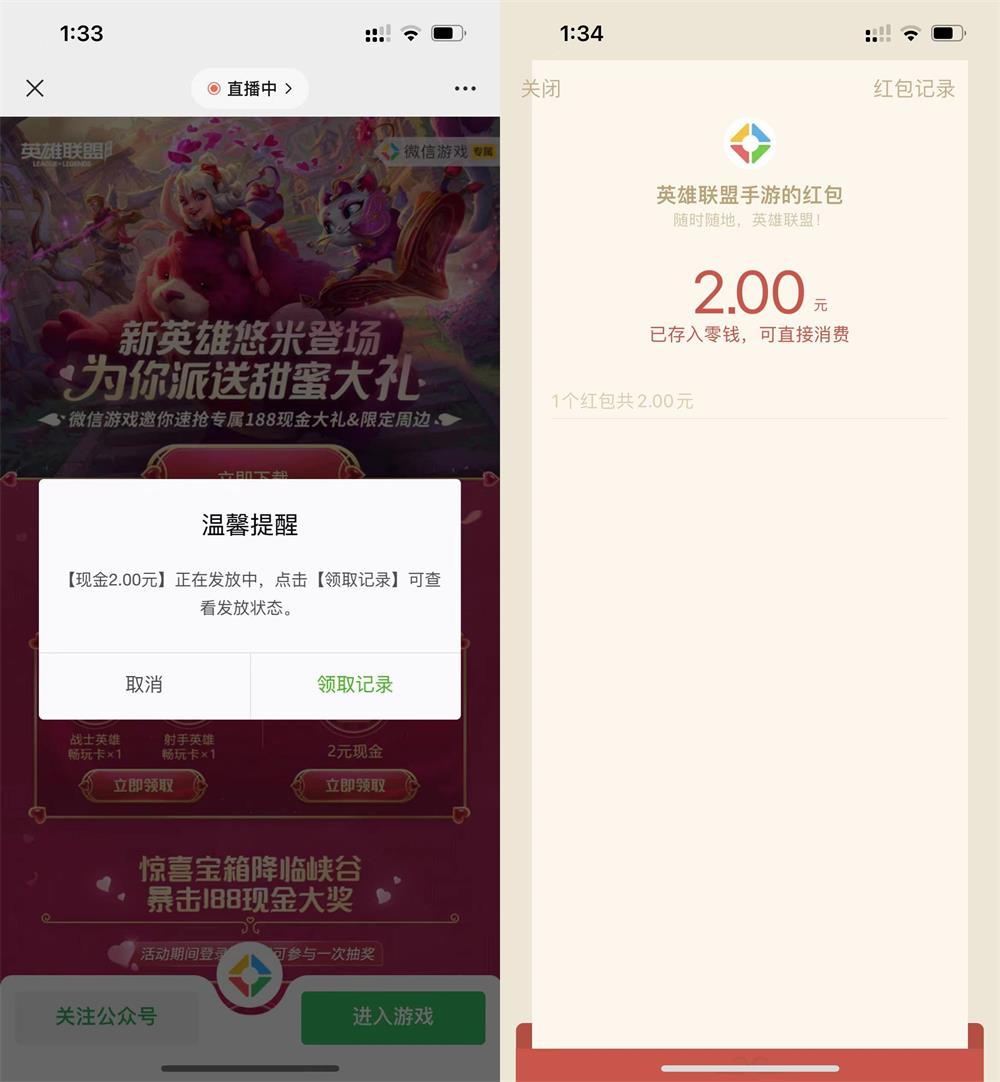 1:33
直播中
英雄联盟
LEAGUE OF LEGENDS
微信游戏 专属
新英雄悠米登场
为你派送甜蜜大礼
微信游戏邀你速抢专属188现金大礼&限定周边
立即下载
温馨提醒
【现金2.00元】正在发放中，点击【领取记录】可查
看发放状态。
取消 领取记录
战士英雄
畅玩卡×1
射手英雄
畅玩卡×1
2元现金
立即领取 立即领取
惊喜宝箱降临峡谷
暴击188现金大奖
活动期间登录 可参与一次抽奖
关注公众号 进入游戏
1:34
关闭 红包记录
英雄联盟手游的红包
随时随地，英雄联盟！
2.00 元
已存入零钱，可直接消费
1个红包共2.00元